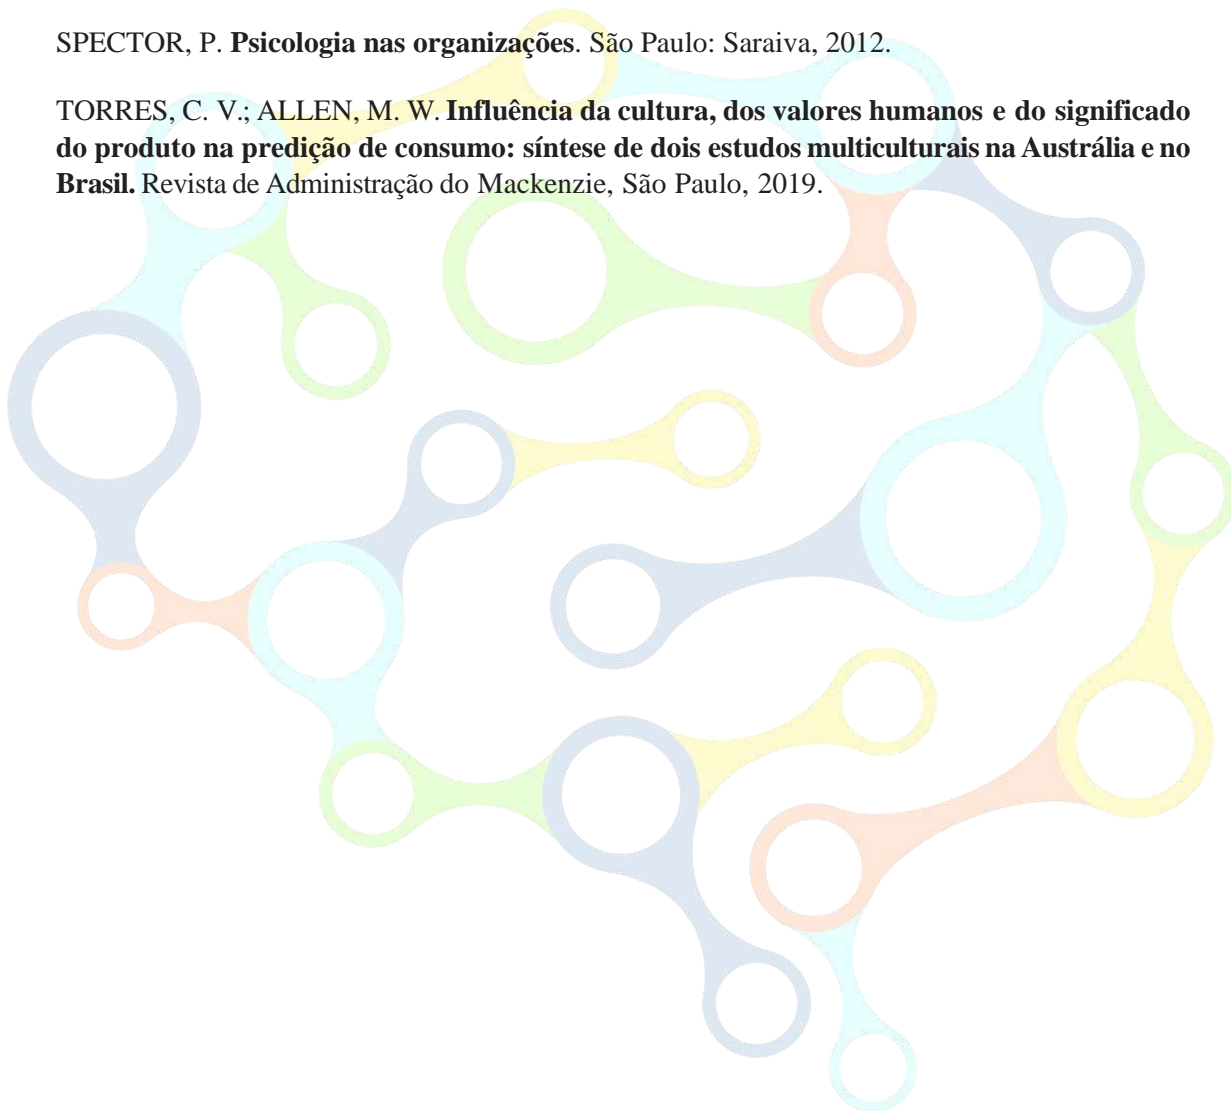 SPECTOR, P. Psicologia nas organizações. São Paulo: Saraiva, 2012.
TORRES, C. V.; ALLEN, M. W. Influência da cultura, dos valores humanos e do significado
do produto na predição de consumo: síntese de dois estudos multiculturais na Austrália e no
Brasil. Revista de Administração do Mackenzie, São Paulo, 2019.